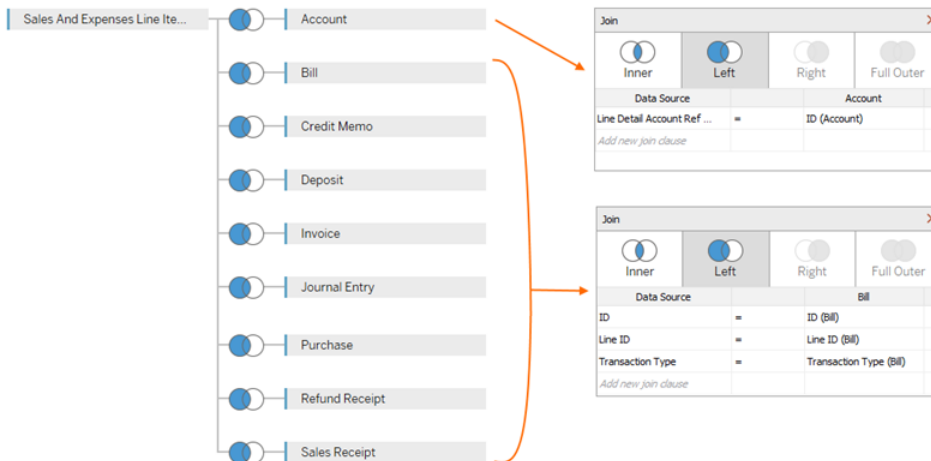 Sales And Expenses Line Ite...
Account
Bill
Credit Memo
Deposit
Invoice
Journal Entry
Purchase
Refund Receipt
Sales Receipt
Join
Inner
Left
Right
Full Outer
Data Source
Account
Line Detail Account Ref ... = ID (Account)
Add new join clause
Join
Inner
Left
Right
Full Outer
Data Source
Bill
ID = ID (Bill)
Line ID = Line ID (Bill)
Transaction Type = Transaction Type (Bill)
Add new join clause